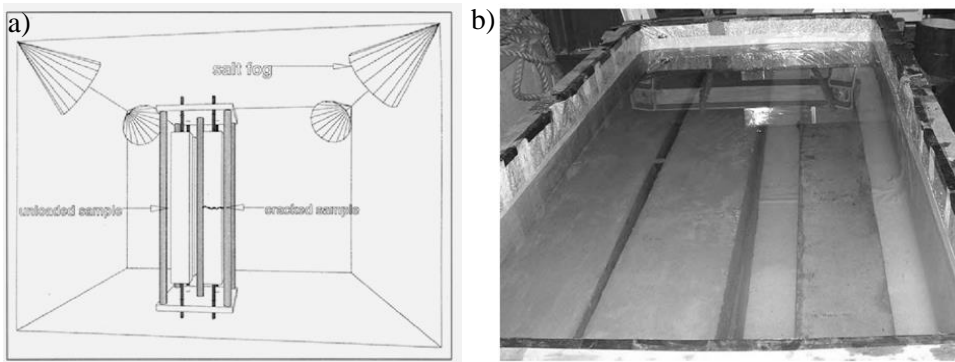 a)
b)
salt fog
unloaded sample
cracked sample